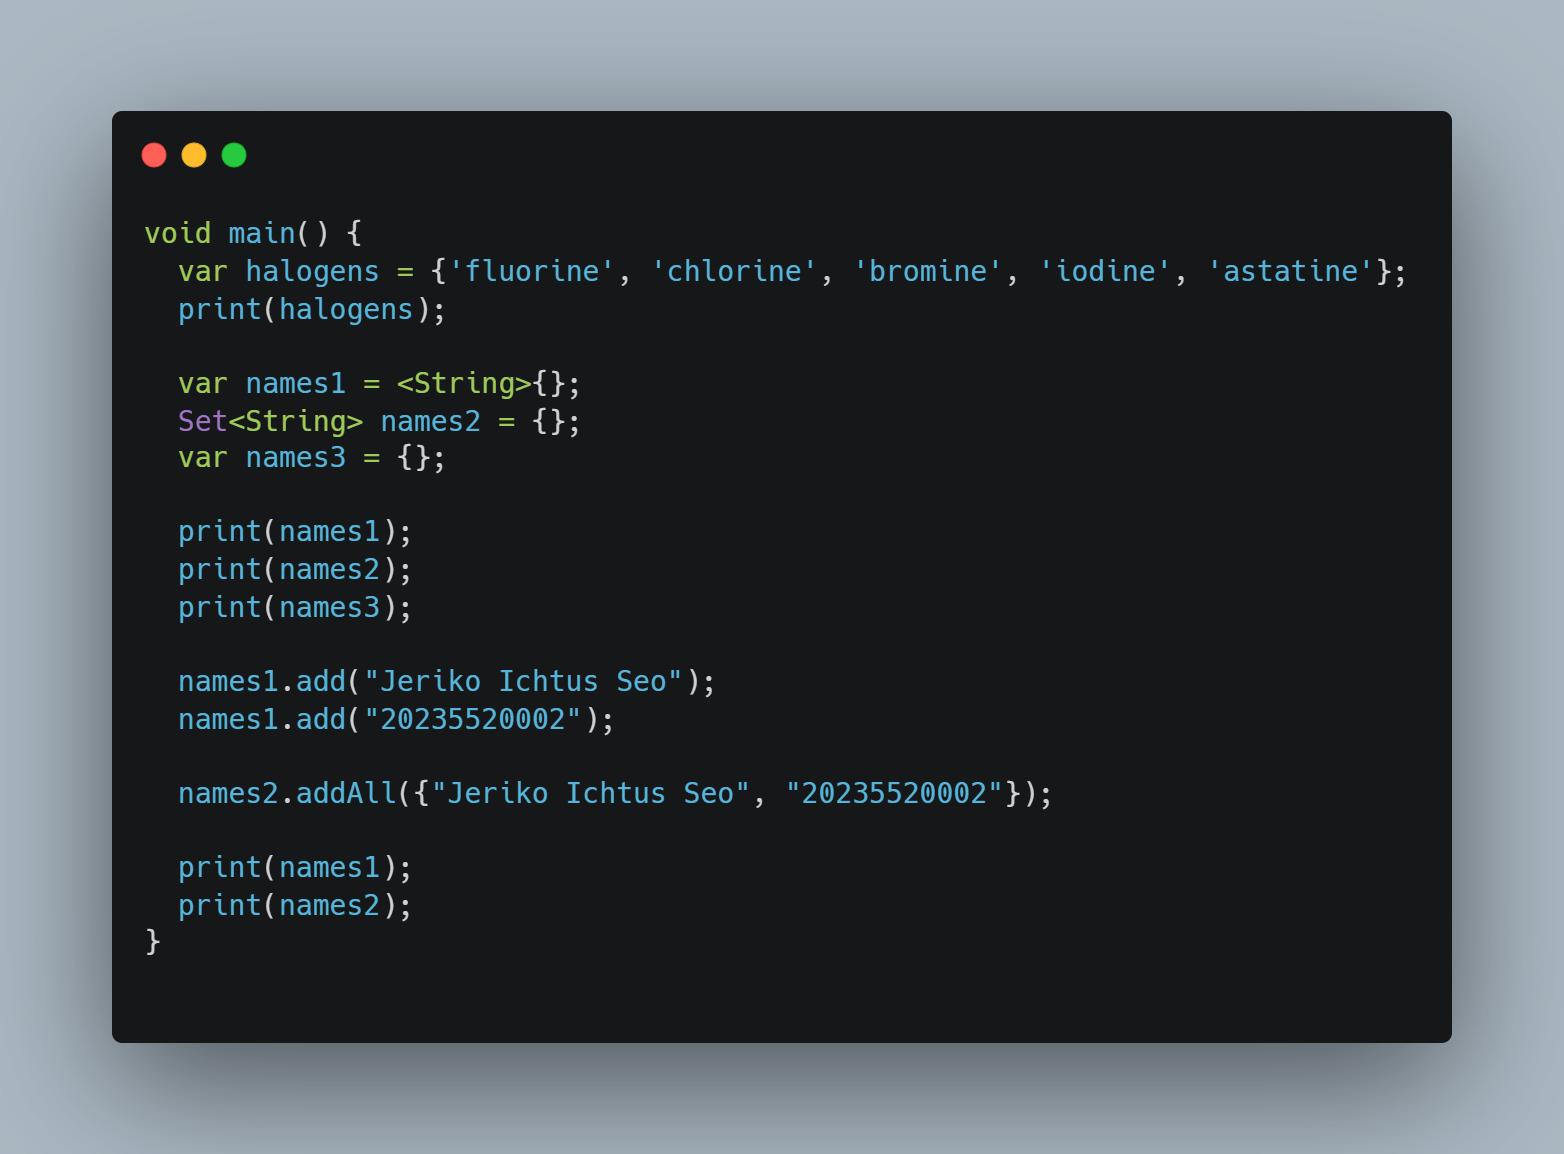 void main() {
  var halogens = {'fluorine', 'chlorine', 'bromine', 'iodine', 'astatine'};
  print(halogens);

  var names1 = <String>{};
  Set<String> names2 = {};
  var names3 = {};

  print(names1);
  print(names2);
  print(names3);

  names1.add("Jeriko Ichtus Seo");
  names1.add("20235520002");

  names2.addAll({"Jeriko Ichtus Seo", "20235520002"});

  print(names1);
  print(names2);
}